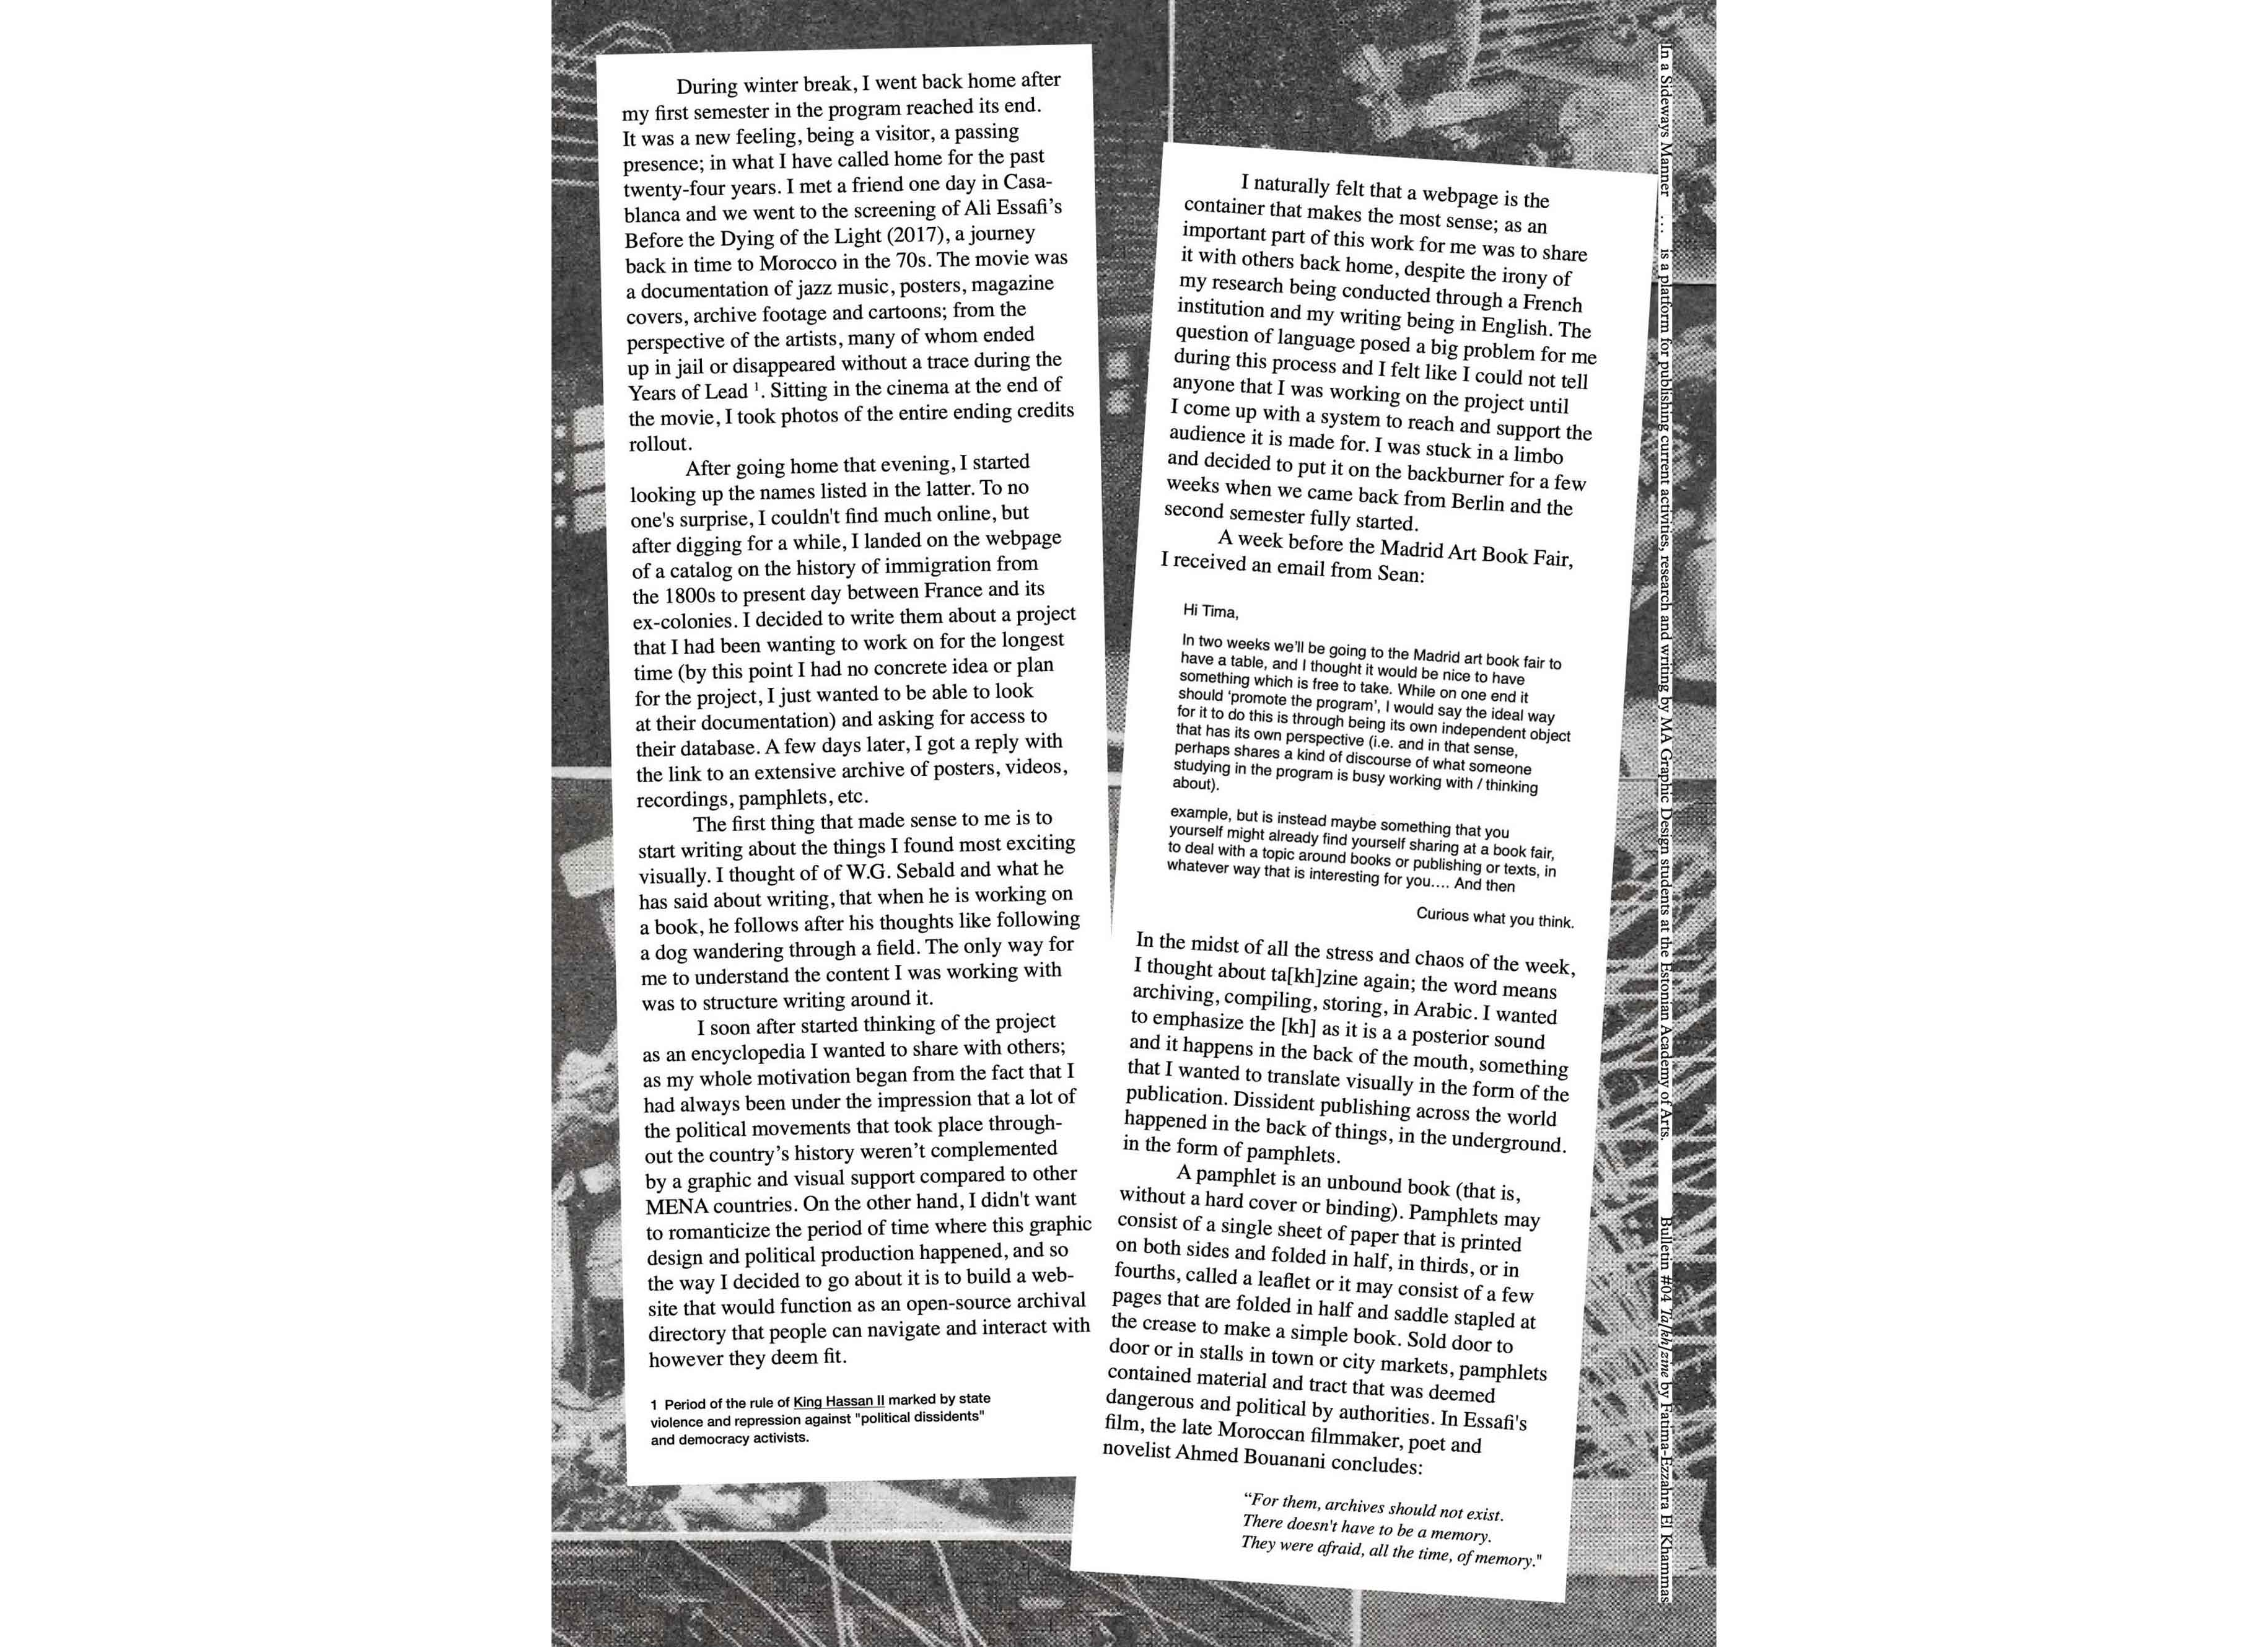 During winter break, I went back home after
my first semester in the program reached its end.
It was a new feeling, being a visitor, a passing
presence; in what I have called home for the past
twenty-four years. I met a friend one day in Casa-
blanca and we went to the screening of Ali Essafi’s
Before the Dying of the Light (2017), a journey
back in time to Morocco in the 70s. The movie was
a documentation of jazz music, posters, magazine
covers, archive footage and cartoons; from the
perspective of the artists, many of whom ended
up in jail or disappeared without a trace during the
Years of Lead ¹. Sitting in the cinema at the end of
the movie, I took photos of the entire ending credits
rollout.
After going home that evening, I started
looking up the names listed in the latter. To no
one's surprise, I couldn't find much online, but
after digging for a while, I landed on the webpage
of a catalog on the history of immigration from
the 1800s to present day between France and its
ex-colonies. I decided to write them about a project
that I had been wanting to work on for the longest
time (by this point I had no concrete idea or plan
for the project, I just wanted to be able to look
at their documentation) and asking for access to
their database. A few days later, I got a reply with
the link to an extensive archive of posters, videos,
recordings, pamphlets, etc.
The first thing that made sense to me is to
start writing about the things I found most exciting
visually. I thought of of W.G. Sebald and what he
has said about writing, that when he is working on
a book, he follows after his thoughts like following
a dog wandering through a field. The only way for
me to understand the content I was working with
was to structure writing around it.
I soon after started thinking of the project
as an encyclopedia I wanted to share with others;
as my whole motivation began from the fact that I
had always been under the impression that a lot of
the political movements that took place through-
out the country’s history weren’t complemented
by a graphic and visual support compared to other
MENA countries. On the other hand, I didn't want
to romanticize the period of time where this graphic
design and political production happened, and so
the way I decided to go about it is to build a web-
site that would function as an open-source archival
directory that people can navigate and interact with
however they deem fit.
1 Period of the rule of King Hassan II marked by state
violence and repression against "political dissidents"
and democracy activists.
I naturally felt that a webpage is the
container that makes the most sense; as an
important part of this work for me was to share
it with others back home, despite the irony of
my research being conducted through a French
institution and my writing being in English. The
question of language posed a big problem for me
during this process and I felt like I could not tell
anyone that I was working on the project until
I come up with a system to reach and support the
audience it is made for. I was stuck in a limbo
and decided to put it on the backburner for a few
weeks when we came back from Berlin and the
second semester fully started.
A week before the Madrid Art Book Fair,
I received an email from Sean:
Hi Tima,
In two weeks we’ll be going to the Madrid art book fair to
have a table, and I thought it would be nice to have
something which is free to take. While on one end it
should ‘promote the program’, I would say the ideal way
for it to do this is through being its own independent object
that has its own perspective (i.e. and in that sense,
perhaps shares a kind of discourse of what someone
studying in the program is busy working with / thinking
about).
example, but is instead maybe something that you
yourself might already find yourself sharing at a book fair,
to deal with a topic around books or publishing or texts, in
whatever way that is interesting for you.... And then
Curious what you think.
In the midst of all the stress and chaos of the week,
I thought about ta[kh]zine again; the word means
archiving, compiling, storing, in Arabic. I wanted
to emphasize the [kh] as it is a a posterior sound
and it happens in the back of the mouth, something
that I wanted to translate visually in the form of the
publication. Dissident publishing across the world
happened in the back of things, in the underground.
in the form of pamphlets.
A pamphlet is an unbound book (that is,
without a hard cover or binding). Pamphlets may
consist of a single sheet of paper that is printed
on both sides and folded in half, in thirds, or in
fourths, called a leaflet or it may consist of a few
pages that are folded in half and saddle stapled at
the crease to make a simple book. Sold door to
door or in stalls in town or city markets, pamphlets
contained material and tract that was deemed
dangerous and political by authorities. In Essafi's
film, the late Moroccan filmmaker, poet and
novelist Ahmed Bouanani concludes:
“For them, archives should not exist.
There doesn't have to be a memory.
They were afraid, all the time, of memory."
In a Sideways Manner ... is a platform for publishing current activities, research and writing by MA Graphic Design students at the Estonian Academy of Arts. Bulletin #04 Ta[kh]zine by Fatima-Ezzahra El Khammas